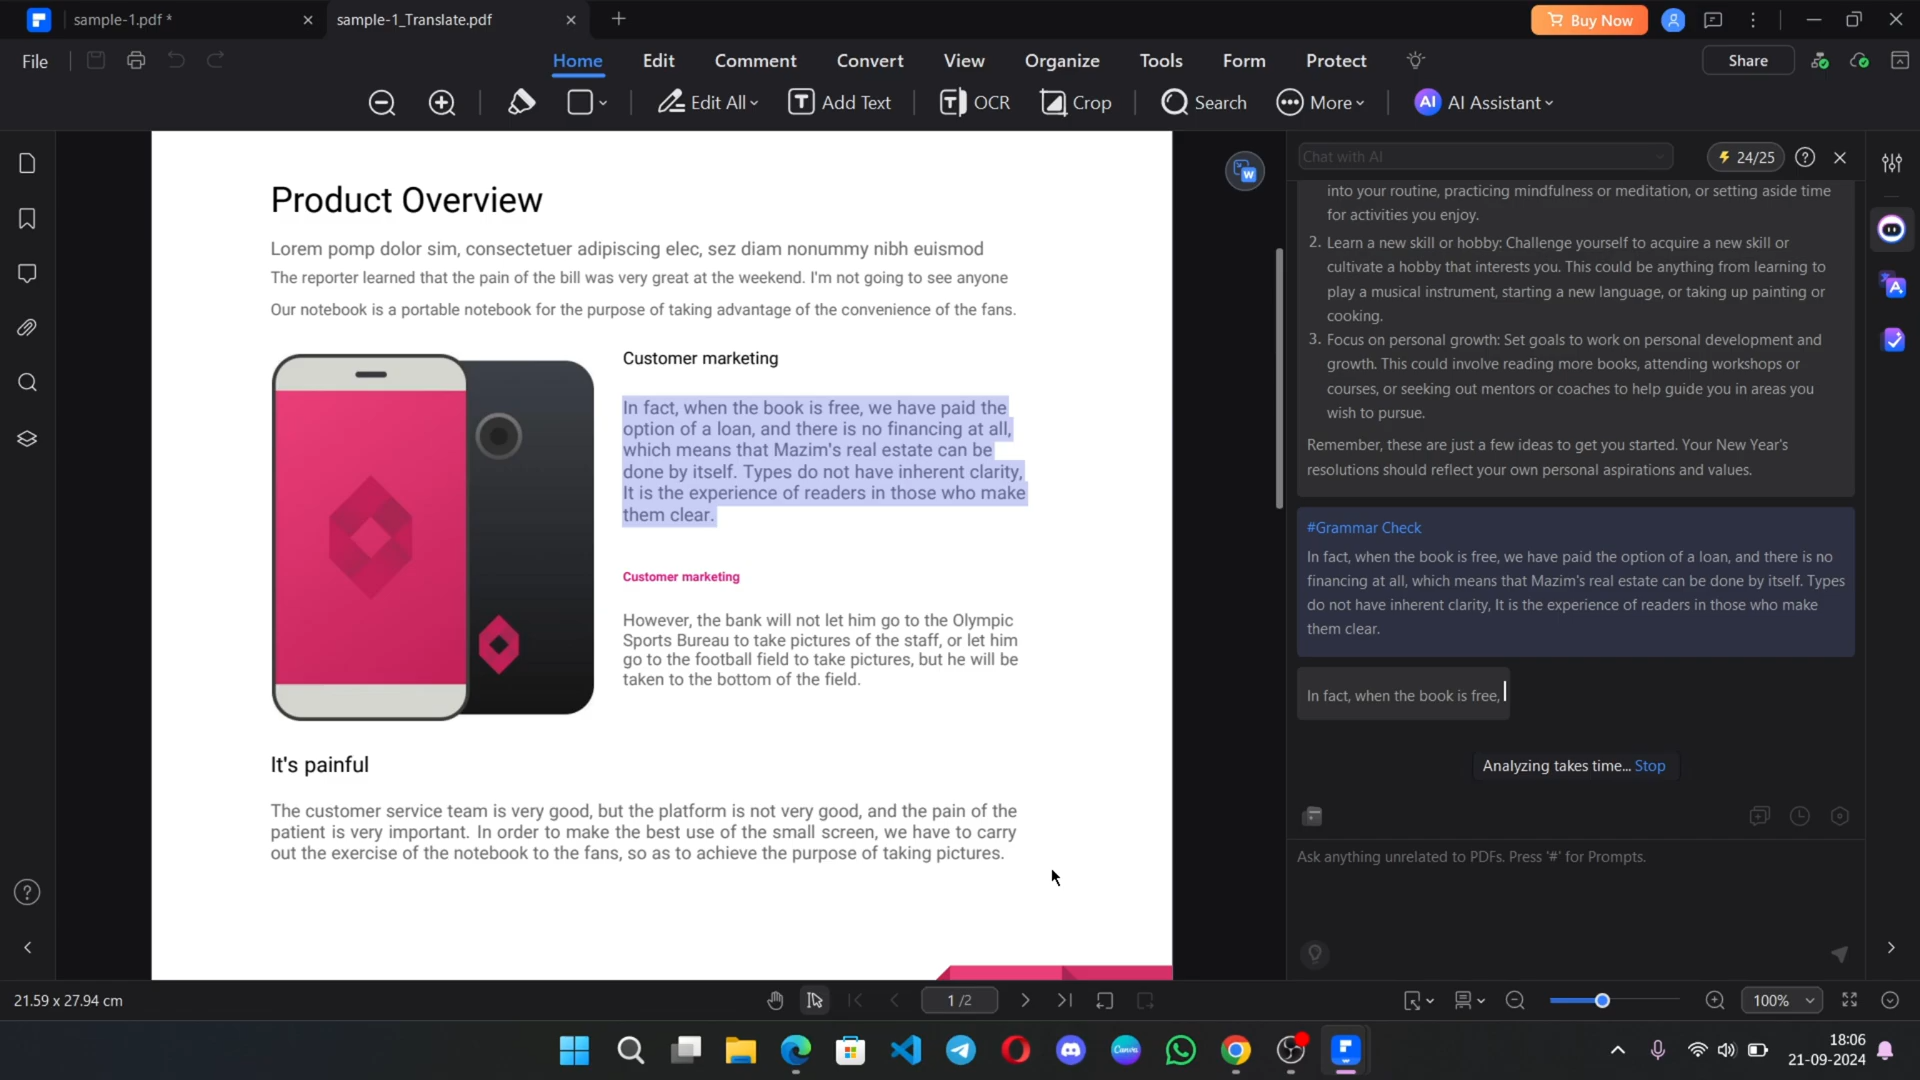 sample-1.pdf *
sample-1_Translate.pdf
Buy Now
File
Home
Edit
Comment
Convert
View
Organize
Tools
Form
Protect
Share
Edit All
T Add Text
OCR
Crop
Search
More
AI AI Assistant
Product Overview
Lorem pomp dolor sim, consectetuer adipiscing elec, sez diam nonummy nibh euismod
The reporter learned that the pain of the bill was very great at the weekend. I'm not going to see anyone
Our notebook is a portable notebook for the purpose of taking advantage of the convenience of the fans.
Customer marketing
In fact, when the book is free, we have paid the
option of a loan, and there is no financing at all,
which means that Mazim's real estate can be
done by itself. Types do not have inherent clarity,
It is the experience of readers in those who make
them clear.
Customer marketing
However, the bank will not let him go to the Olympic
Sports Bureau to take pictures of the staff, or let him
go to the football field to take pictures, but he will be
taken to the bottom of the field.
It's painful
The customer service team is very good, but the platform is not very good, and the pain of the
patient is very important. In order to make the best use of the small screen, we have to carry
out the exercise of the notebook to the fans, so as to achieve the purpose of taking pictures.
W
Chat with AI
24/25
into your routine, practicing mindfulness or meditation, or setting aside time
for activities you enjoy.
2. Learn a new skill or hobby: Challenge yourself to acquire a new skill or
cultivate a hobby that interests you. This could be anything from learning to
play a musical instrument, starting a new language, or taking up painting or
cooking.
3. Focus on personal growth: Set goals to work on personal development and
growth. This could involve reading more books, attending workshops or
courses, or seeking out mentors or coaches to help guide you in areas you
wish to pursue.
Remember, these are just a few ideas to get you started. Your New Year's
resolutions should reflect your own personal aspirations and values.
#Grammar Check
In fact, when the book is free, we have paid the option of a loan, and there is no
financing at all, which means that Mazim's real estate can be done by itself. Types
do not have inherent clarity, It is the experience of readers in those who make
them clear.
In fact, when the book is free,
Analyzing takes time... Stop
Ask anything unrelated to PDFs. Press '#' for Prompts.
A
21.59 x 27.94 cm
1 /2
100%
Canva
18:06
21-09-2024